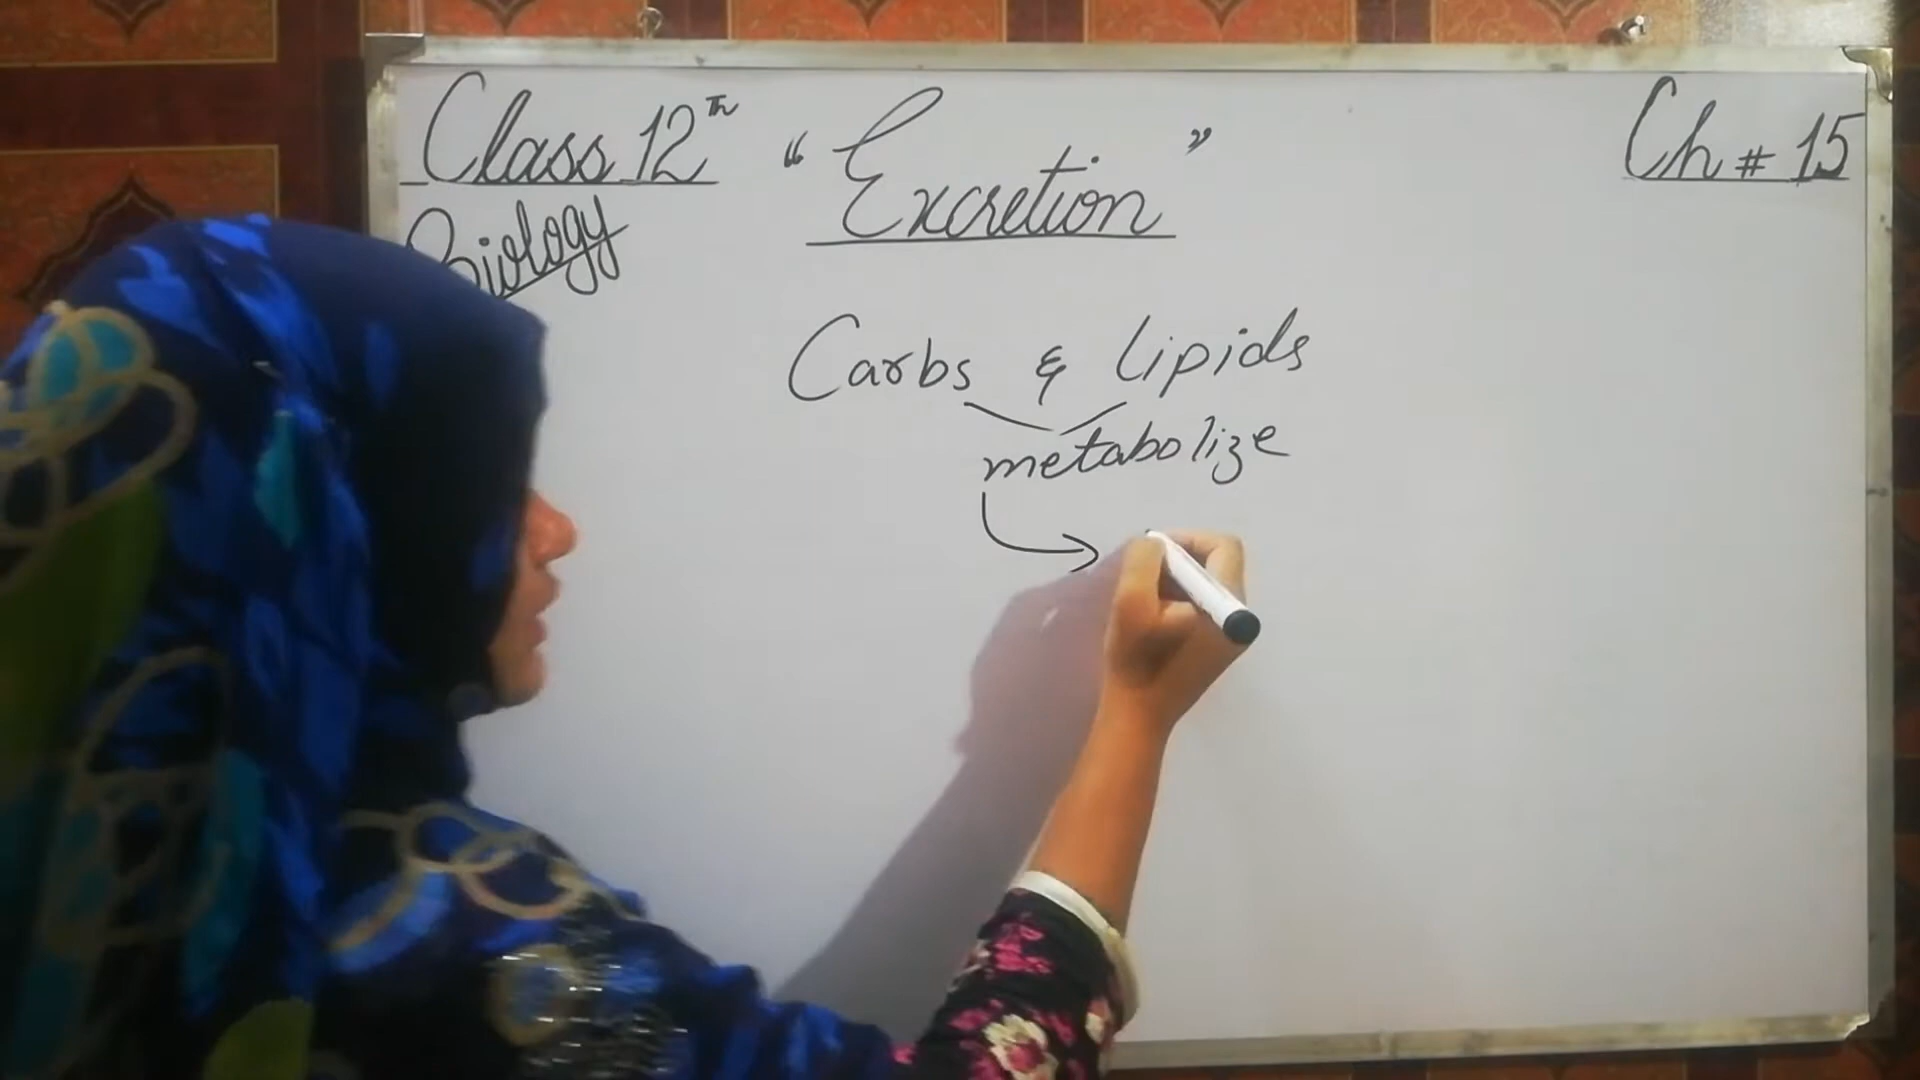 Class 12Th "Excretion" Ch # 15
Biology
Carbs & Lipids
metabolize